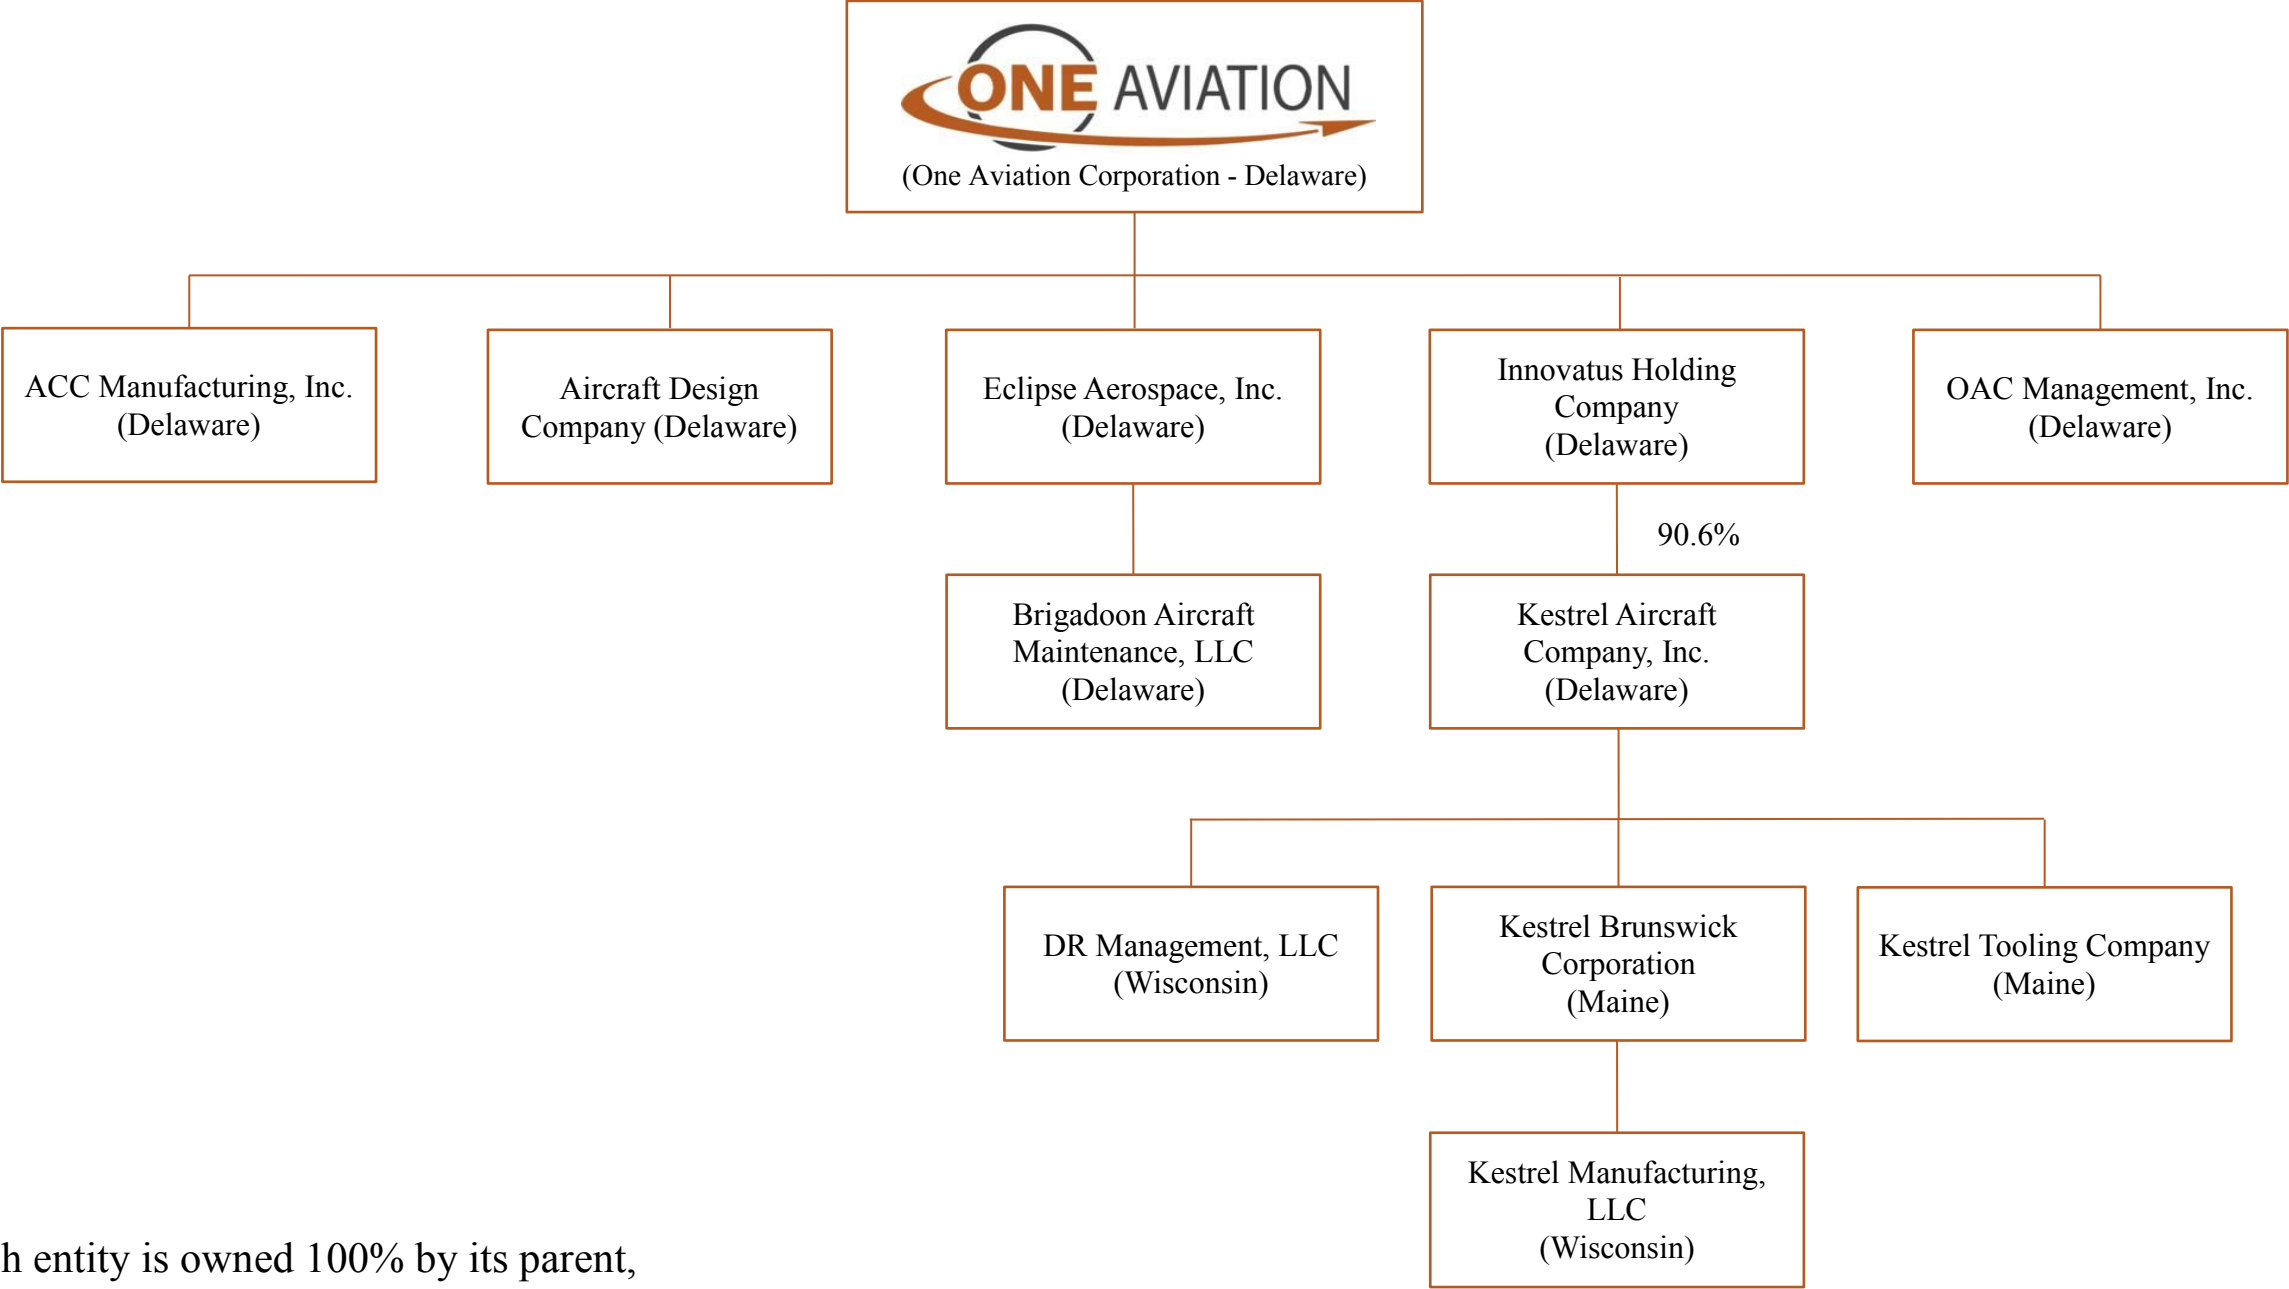 ONE AVIATION
(One Aviation Corporation - Delaware)
ACC Manufacturing, Inc.
(Delaware)
Aircraft Design
Company (Delaware)
Eclipse Aerospace, Inc.
(Delaware)
Innovatus Holding
Company
(Delaware)
OAC Management, Inc.
(Delaware)
90.6%
Brigadoon Aircraft
Maintenance, LLC
(Delaware)
Kestrel Aircraft
Company, Inc.
(Delaware)
DR Management, LLC
(Wisconsin)
Kestrel Brunswick
Corporation
(Maine)
Kestrel Tooling Company
(Maine)
Kestrel Manufacturing,
LLC
(Wisconsin)
h entity is owned 100% by its parent,